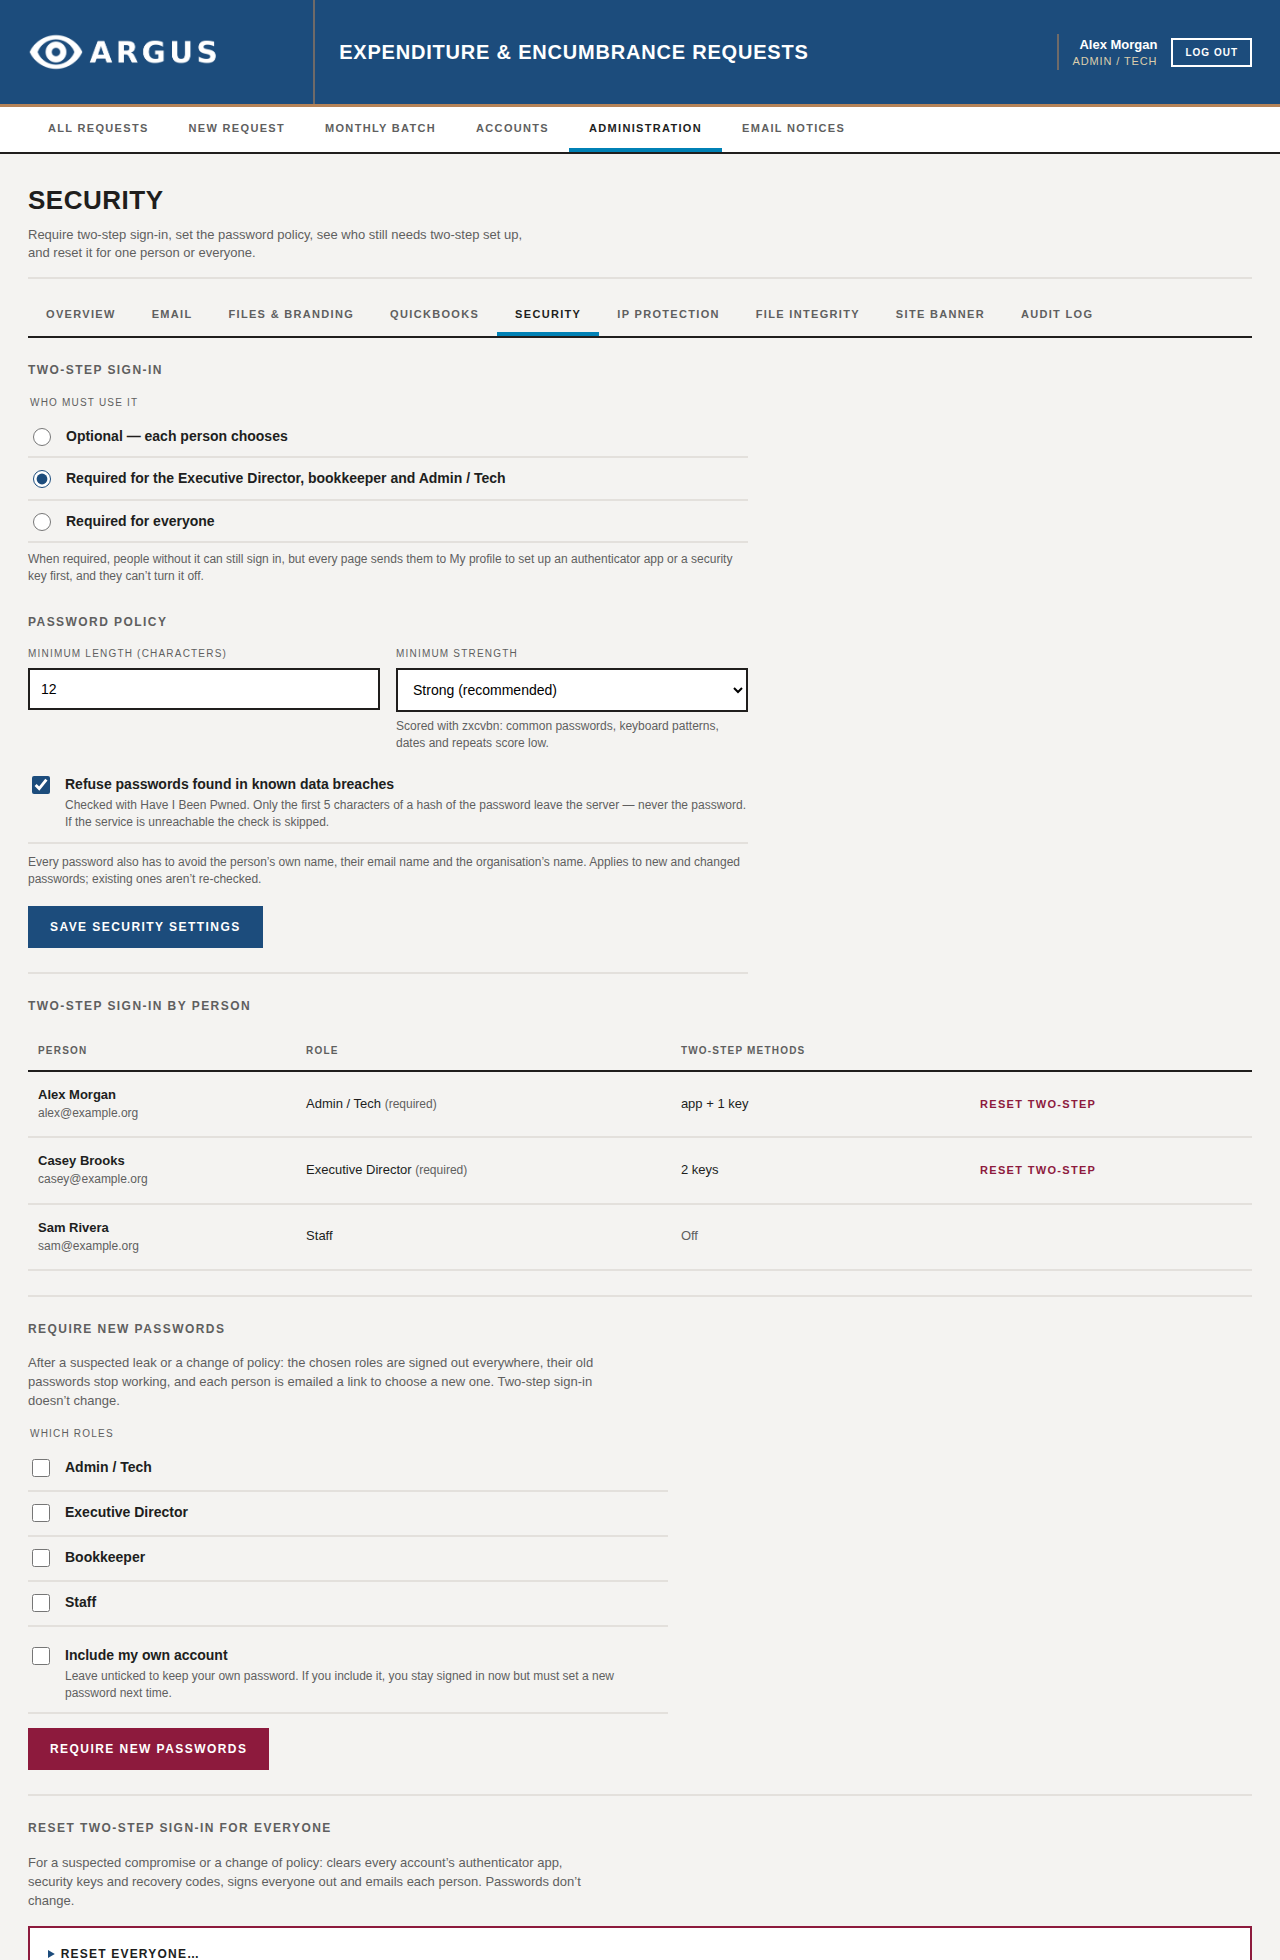 ARGUS
EXPENDITURE & ENCUMBRANCE REQUESTS
Alex Morgan
ADMIN / TECH
LOG OUT
ALL REQUESTS NEW REQUEST MONTHLY BATCH ACCOUNTS ADMINISTRATION EMAIL NOTICES
SECURITY
Require two-step sign-in, set the password policy, see who still needs two-step set up,
and reset it for one person or everyone.
OVERVIEW EMAIL FILES & BRANDING QUICKBOOKS SECURITY IP PROTECTION FILE INTEGRITY SITE BANNER AUDIT LOG
TWO-STEP SIGN-IN
WHO MUST USE IT
Optional — each person chooses
Required for the Executive Director, bookkeeper and Admin / Tech
Required for everyone
When required, people without it can still sign in, but every page sends them to My profile to set up an authenticator app or a security
key first, and they can’t turn it off.
PASSWORD POLICY
MINIMUM LENGTH (CHARACTERS) MINIMUM STRENGTH
12 Strong (recommended)
Scored with zxcvbn: common passwords, keyboard patterns,
dates and repeats score low.
Refuse passwords found in known data breaches
Checked with Have I Been Pwned. Only the first 5 characters of a hash of the password leave the server — never the password.
If the service is unreachable the check is skipped.
Every password also has to avoid the person’s own name, their email name and the organisation’s name. Applies to new and changed
passwords; existing ones aren’t re-checked.
SAVE SECURITY SETTINGS
TWO-STEP SIGN-IN BY PERSON
PERSON ROLE TWO-STEP METHODS
Alex Morgan
alex@example.org
Admin / Tech (required) app + 1 key RESET TWO-STEP
Casey Brooks
casey@example.org
Executive Director (required) 2 keys RESET TWO-STEP
Sam Rivera
sam@example.org
Staff Off
REQUIRE NEW PASSWORDS
After a suspected leak or a change of policy: the chosen roles are signed out everywhere, their old
passwords stop working, and each person is emailed a link to choose a new one. Two-step sign-in
doesn’t change.
WHICH ROLES
Admin / Tech
Executive Director
Bookkeeper
Staff
Include my own account
Leave unticked to keep your own password. If you include it, you stay signed in now but must set a new
password next time.
REQUIRE NEW PASSWORDS
RESET TWO-STEP SIGN-IN FOR EVERYONE
For a suspected compromise or a change of policy: clears every account’s authenticator app,
security keys and recovery codes, signs everyone out and emails each person. Passwords don’t
change.
RESET EVERYONE…